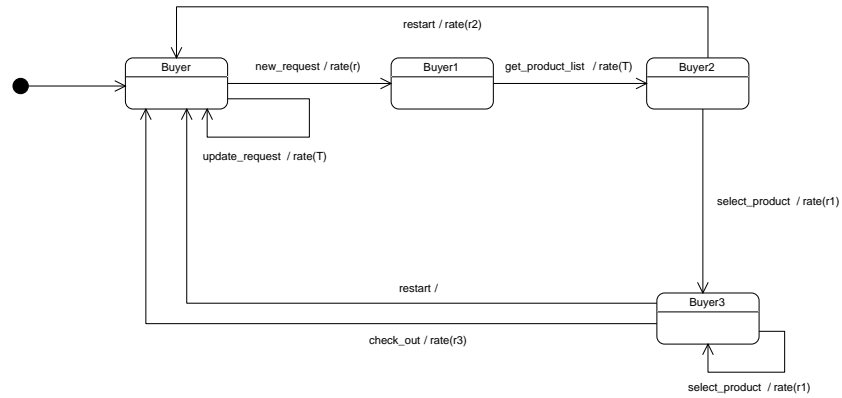 restart / rate(r2)
Buyer
new_request / rate(r)
Buyer1
get_product_list / rate(T)
Buyer2
update_request / rate(T)
select_product / rate(r1)
restart /
Buyer3
check_out / rate(r3)
select_product / rate(r1)